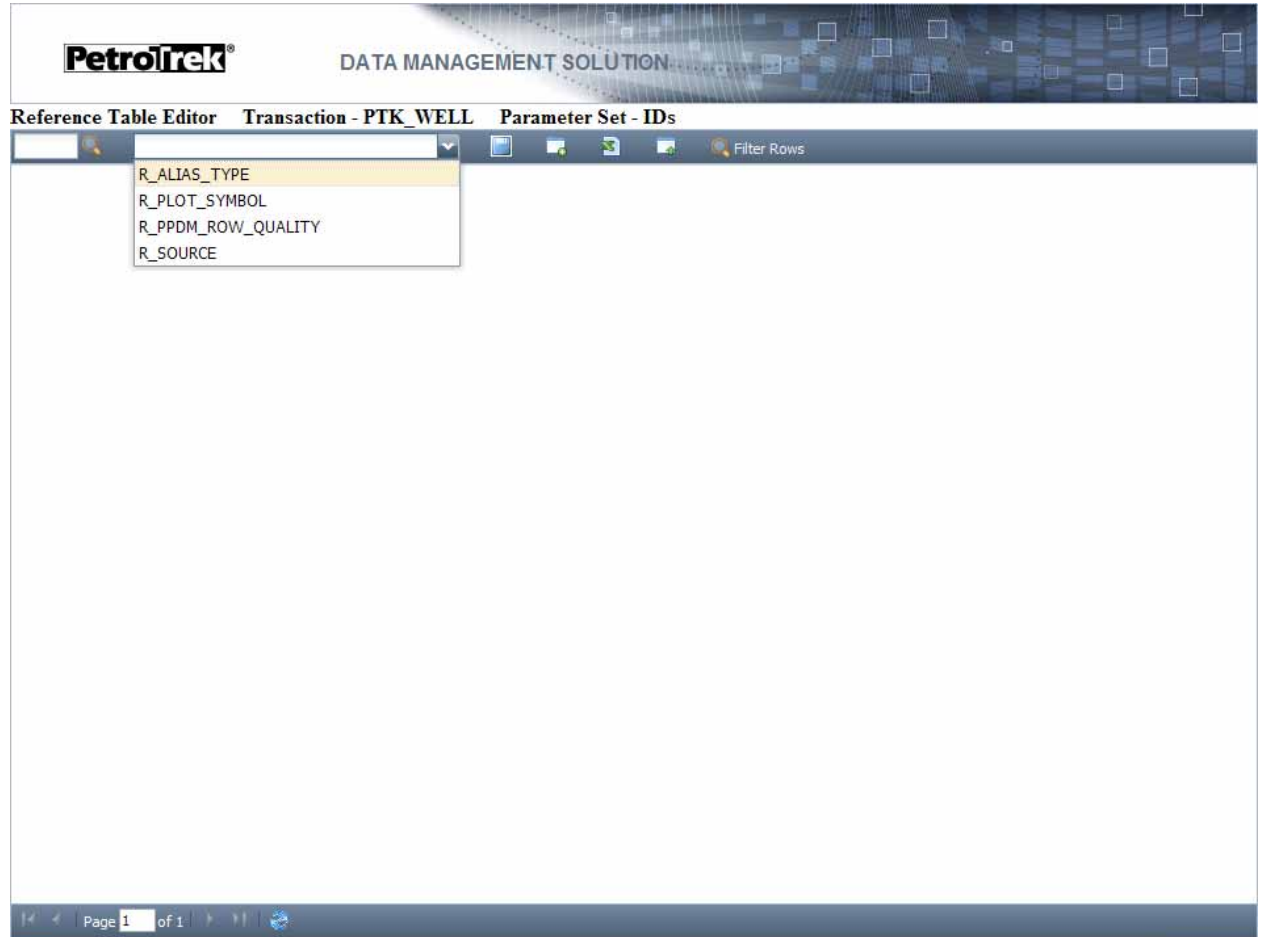 PetroTrek®
DATA MANAGEMENT SOLUTION
Reference Table Editor Transaction - PTK_WELL Parameter Set - IDs
Filter Rows
R_ALIAS_TYPE
R_PLOT_SYMBOL
R_PPDM_ROW_QUALITY
R_SOURCE
Page 1 of 1